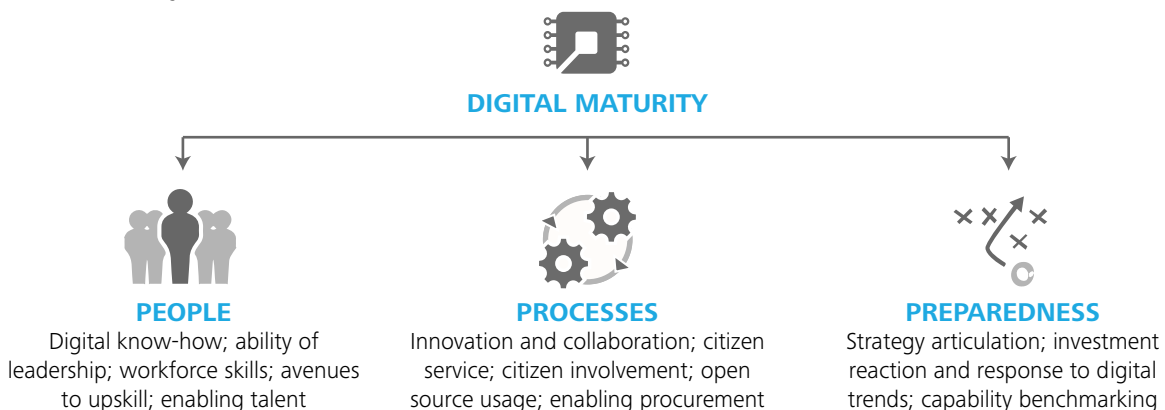 DIGITAL MATURITY
PEOPLE
Digital know-how; ability of
leadership; workforce skills; avenues
to upskill; enabling talent
PROCESSES
Innovation and collaboration; citizen
service; citizen involvement; open
source usage; enabling procurement
PREPAREDNESS
Strategy articulation; investment
reaction and response to digital
trends; capability benchmarking